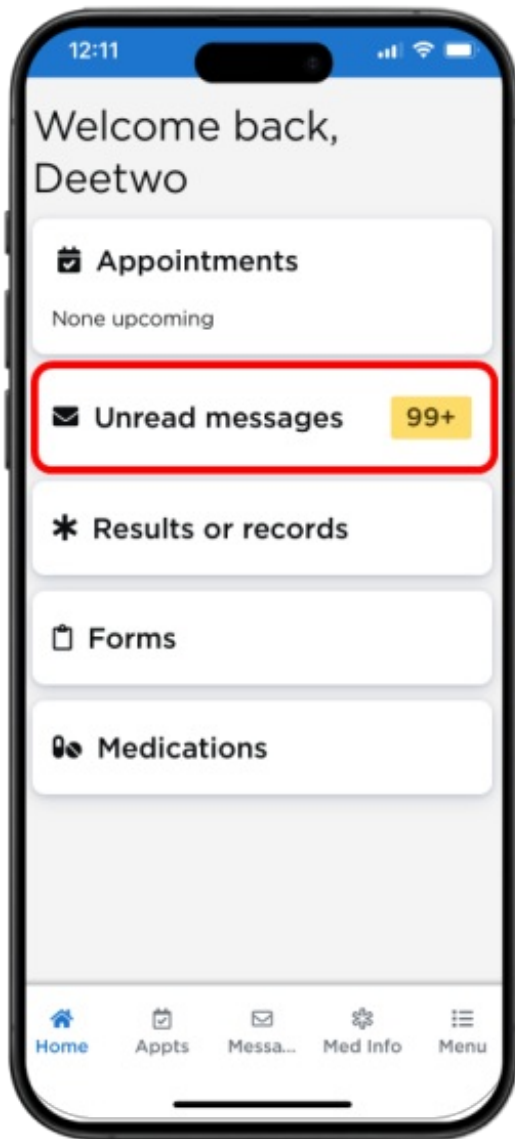 12:11
Welcome back,
Deetwo
Appointments
None upcoming
Unread messages 99+
Results or records
Forms
Medications
Home Appts Messa... Med Info Menu